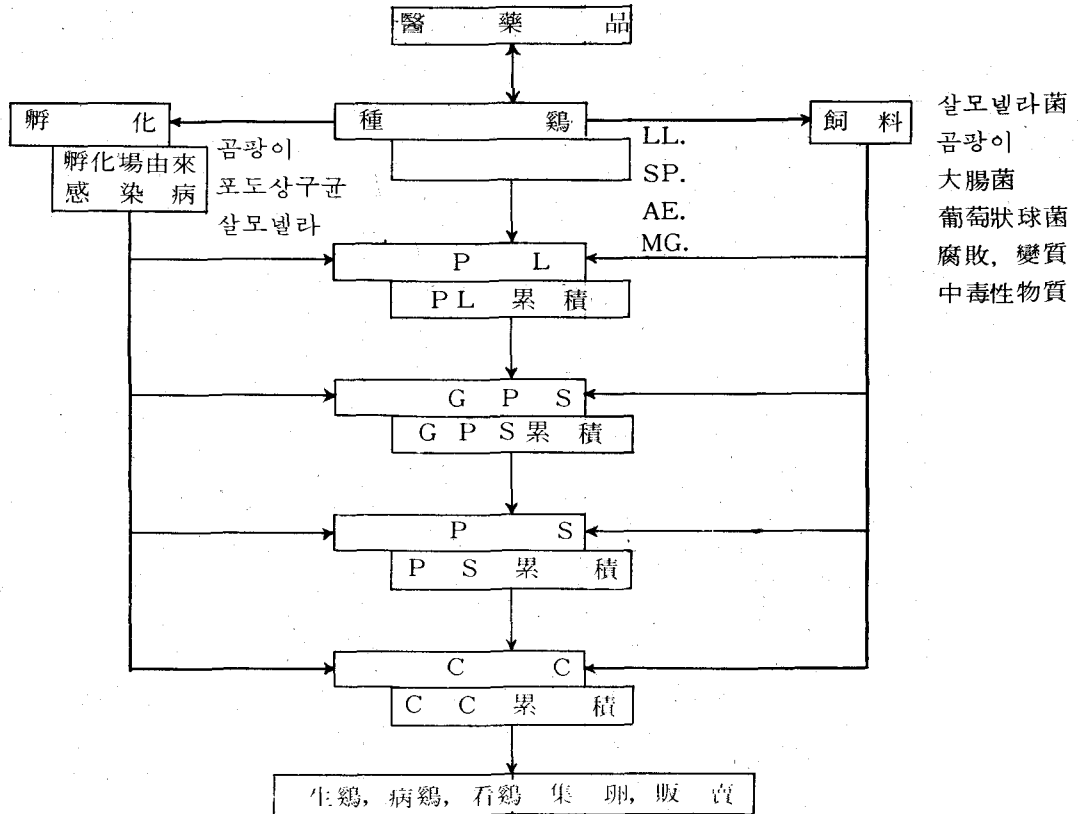 醫藥品
孵化
種鷄
飼料
孵化場由來
感染病
곰팡이
포도상구균
살모넬라
LL.
SP.
AE.
MG.
살모넬라菌
곰팡이
大腸菌
葡萄狀球菌
腐敗, 變質
中毒性物質
P L
PL 累積
G P S
G P S 累積
P S
P S 累積
C C
C C 累積
生鷄, 病鷄, 鷄 集卵, 販賣